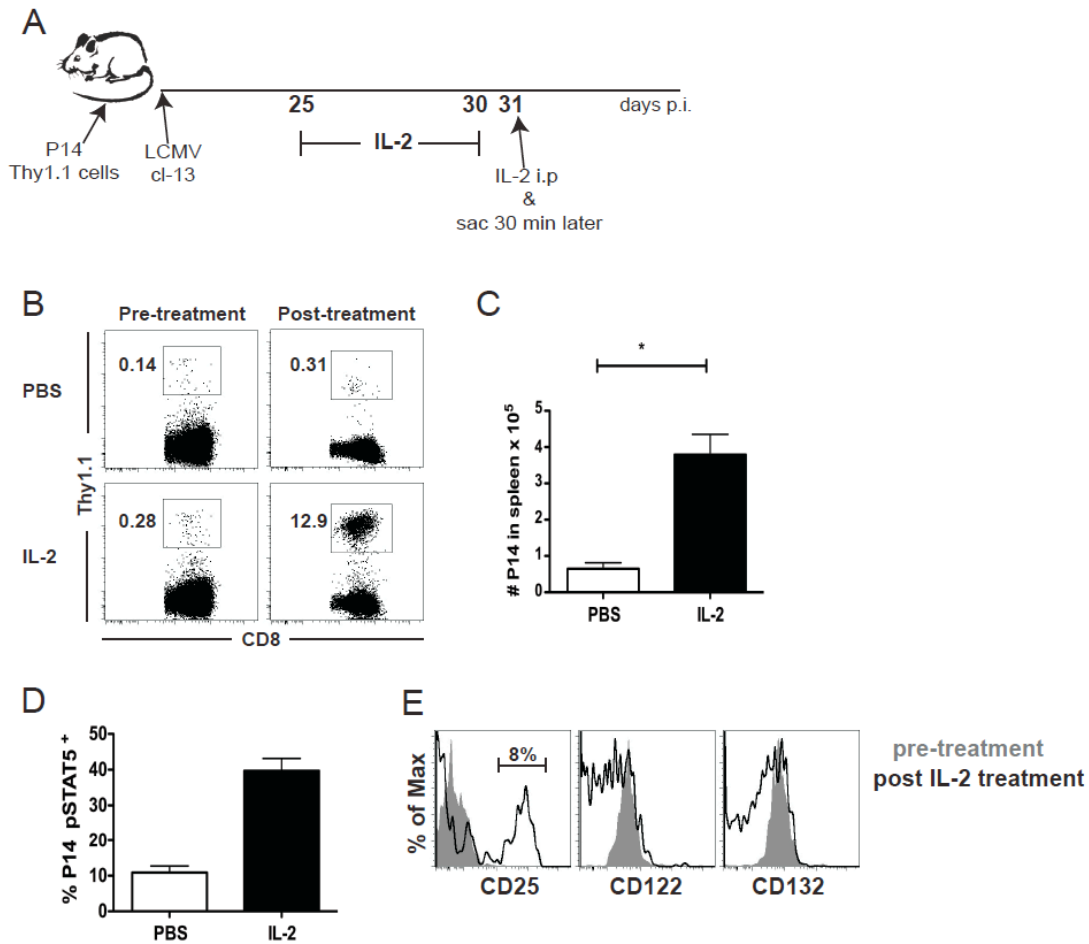 A
25 30 31 days p.i.
IL-2
P14
Thy1.1 cells
LCMV
cl-13
IL-2 i.p
&
sac 30 min later
B
Pre-treatment Post-treatment
PBS
0.14 0.31
Thy1.1
IL-2
0.28 12.9
CD8
C
*
# P14 in spleen x 10⁵
5
4
3
2
1
0
PBS IL-2
D
% P14 pSTAT5⁺
50
40
30
20
10
0
PBS IL-2
E
% of Max
8%
CD25 CD122 CD132
pre-treatment
post IL-2 treatment